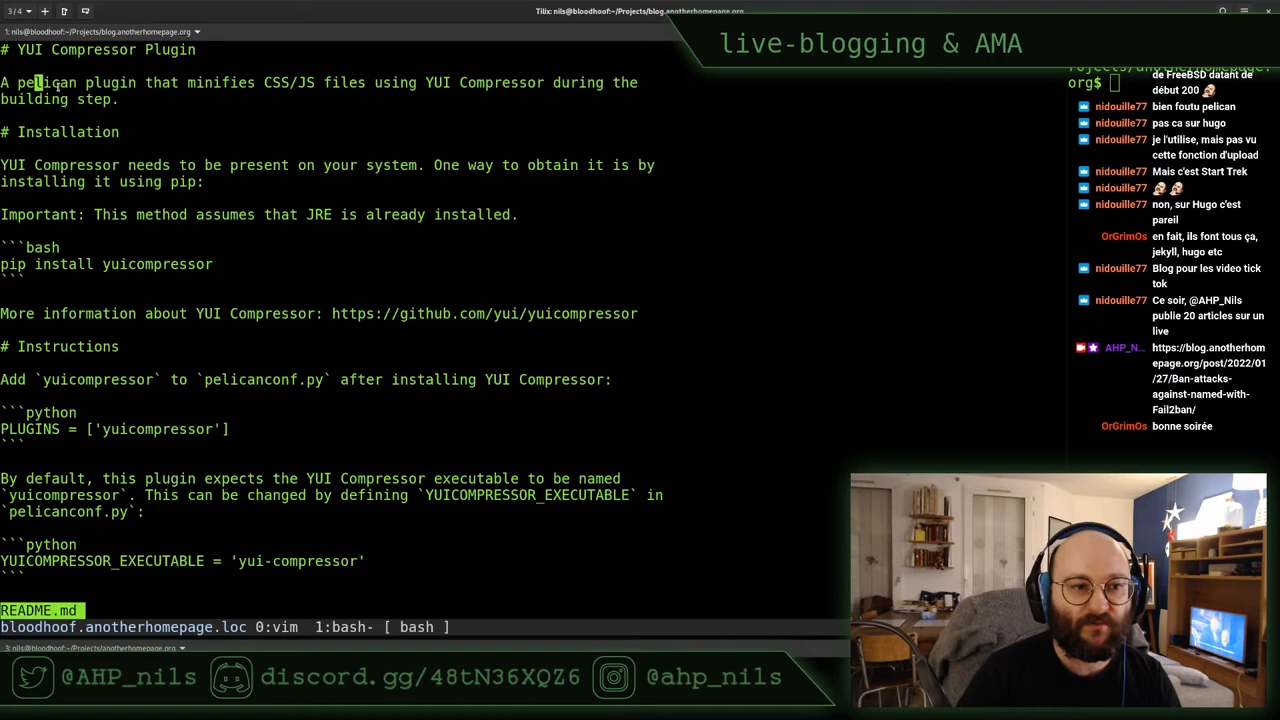 3/4
Tilix: nils@bloodhoof:~/Projects/blog.anotherhomepage.org
1: nils@bloodhoof:~/Projects/blog.anotherhomepage.org
# YUI Compressor Plugin
A pelican plugin that minifies CSS/JS files using YUI Compressor during the
building step.
# Installation
YUI Compressor needs to be present on your system. One way to obtain it is by
installing it using pip:
Important: This method assumes that JRE is already installed.
```bash
pip install yuicompressor
```
More information about YUI Compressor: https://github.com/yui/yuicompressor
# Instructions
Add `yuicompressor` to `pelicanconf.py` after installing YUI Compressor:
```python
PLUGINS = ['yuicompressor']
```
By default, this plugin expects the YUI Compressor executable to be named
`yuicompressor`. This can be changed by defining `YUICOMPRESSOR_EXECUTABLE` in
`pelicanconf.py`:
```python
YUICOMPRESSOR_EXECUTABLE = 'yui-compressor'
```
README.md
bloodhoof.anotherhomepage.loc 0:vim  1:bash- [ bash ]
3: nils@bloodhoof:~/Projects/anotherhomepage.org
live-blogging & AMA
rojects/anotherhomepage.
org$
de FreeBSD datant de
début 200
nidouille77 bien foutu pelican
nidouille77 pas ca sur hugo
nidouille77 je l'utilise, mais pas vu
cette fonction d'upload
nidouille77 Mais c'est Start Trek
nidouille77
nidouille77 non, sur Hugo c'est
pareil
OrGrimOs en fait, ils font tous ça,
jekyll, hugo etc
nidouille77 Blog pour les video tick
tok
nidouille77 Ce soir, @AHP_Nils
publie 20 articles sur un
live
AHP_N... https://blog.anotherhom
epage.org/post/2022/01
/27/Ban-attacks-
against-named-with-
Fail2ban/
OrGrimOs bonne soirée
@AHP_nils
discord.gg/48tN36XQZ6
@ahp_nils